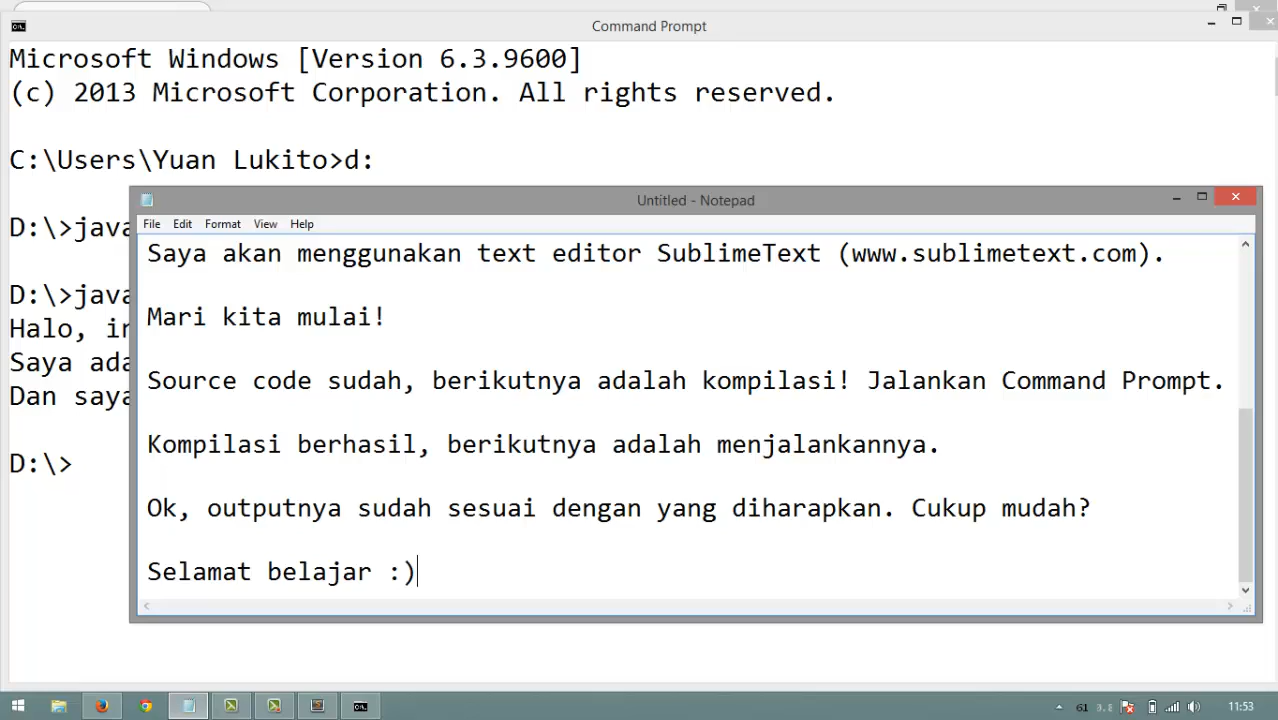 Command Prompt
Microsoft Windows [Version 6.3.9600]
(c) 2013 Microsoft Corporation. All rights reserved.
C:\Users\Yuan Lukito>d:
D:\>java
D:\>java
Halo, in
Saya ada
Dan saya
D:\>
Untitled - Notepad
File Edit Format View Help
Saya akan menggunakan text editor SublimeText (www.sublimetext.com).
Mari kita mulai!
Source code sudah, berikutnya adalah kompilasi! Jalankan Command Prompt.
Kompilasi berhasil, berikutnya adalah menjalankannya.
Ok, outputnya sudah sesuai dengan yang diharapkan. Cukup mudah?
Selamat belajar :)
61 3.8 11:53